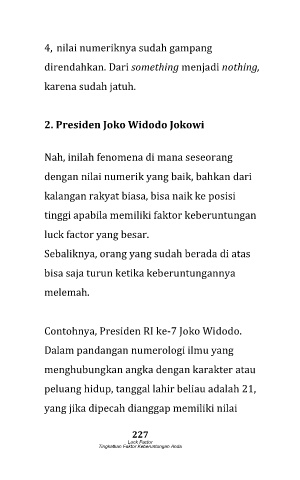 4, nilai numeriknya sudah gampang
direndahkan. Dari something menjadi nothing,
karena sudah jatuh.
2. Presiden Joko Widodo Jokowi
Nah, inilah fenomena di mana seseorang
dengan nilai numerik yang baik, bahkan dari
kalangan rakyat biasa, bisa naik ke posisi
tinggi apabila memiliki faktor keberuntungan
luck factor yang besar.
Sebaliknya, orang yang sudah berada di atas
bisa saja turun ketika keberuntungannya
melemah.
Contohnya, Presiden RI ke-7 Joko Widodo.
Dalam pandangan numerologi ilmu yang
menghubungkan angka dengan karakter atau
peluang hidup, tanggal lahir beliau adalah 21,
yang jika dipecah dianggap memiliki nilai
227
Luck Factor
Tingkatkan Faktor Keberuntungan Anda